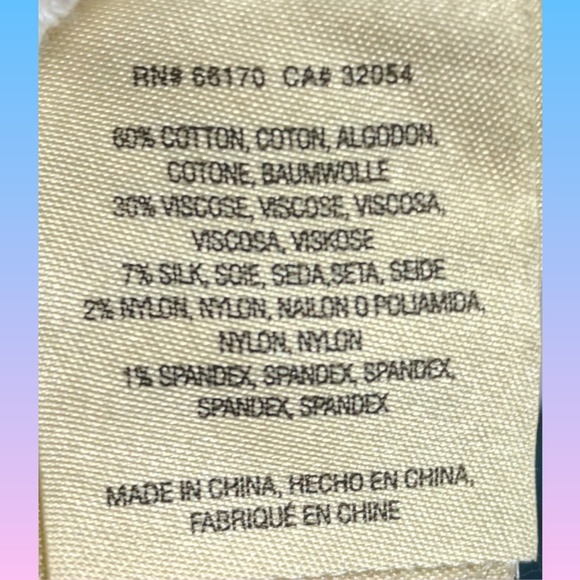 RN# 66170 CA# 32054
60% COTTON, COTON, ALGODON,
COTONE, BAUMWOLLE
30% VISCOSE, VISCOSE, VISCOSA,
VISCOSA, VISKOSE
7% SILK, SOIE, SEDA,SETA, SEIDE
2% NYLON, NYLON, NAILON O POLIAMIDA,
NYLON, NYLON
1% SPANDEX, SPANDEX, SPANDEX,
SPANDEX, SPANDEX
MADE IN CHINA, HECHO EN CHINA,
FABRIQUÉ EN CHINE